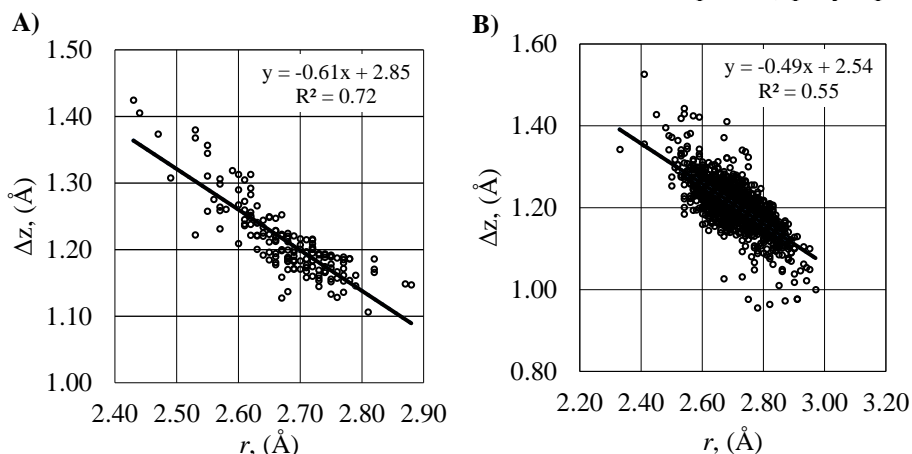 A)
y = -0.61x + 2.85
R² = 0.72
1.50
1.40
1.30
1.20
1.10
1.00
Δz, (Å)
2.40 2.50 2.60 2.70 2.80 2.90
r, (Å)
B)
y = -0.49x + 2.54
R² = 0.55
1.60
1.40
1.20
1.00
0.80
Δz, (Å)
2.20 2.40 2.60 2.80 3.00 3.20
r, (Å)